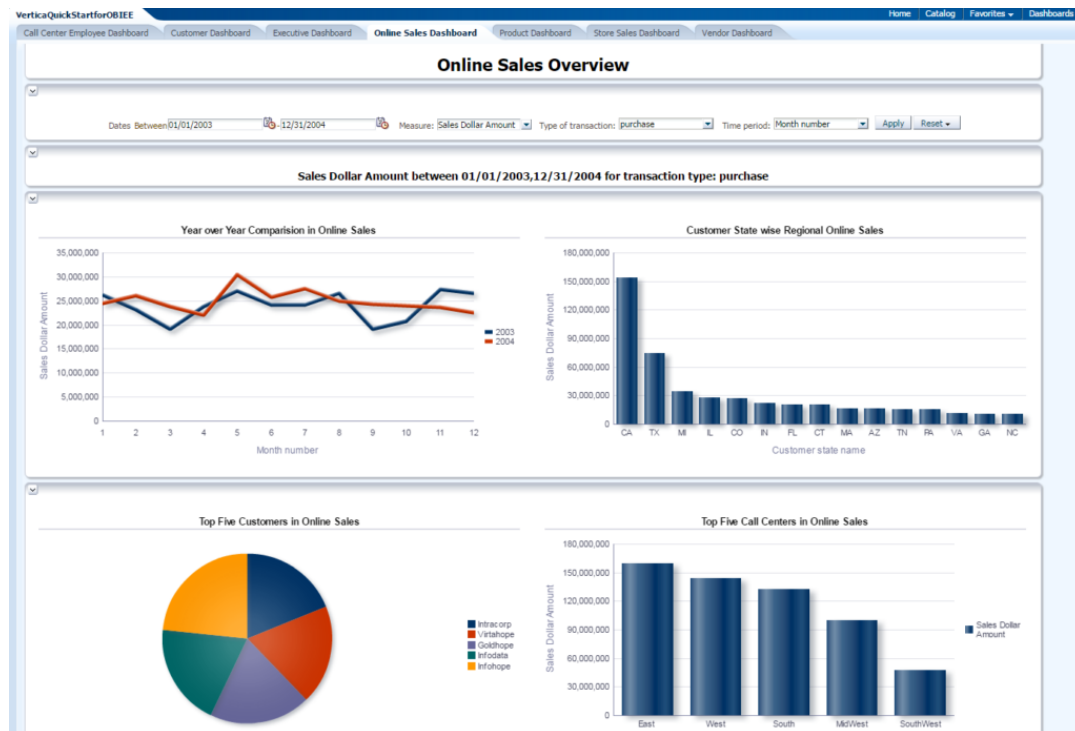 VerticaQuickStartforOBIEE
Home Catalog Favorites Dashboards
Call Center Employee Dashboard Customer Dashboard Executive Dashboard Online Sales Dashboard Product Dashboard Store Sales Dashboard Vendor Dashboard
Online Sales Overview
Dates Between 01/01/2003 - 12/31/2004 Measure: Sales Dollar Amount Type of transaction: purchase Time period: Month number Apply Reset
Sales Dollar Amount between 01/01/2003,12/31/2004 for transaction type: purchase
Year over Year Comparision in Online Sales
35,000,000
30,000,000
25,000,000
20,000,000
15,000,000
10,000,000
5,000,000
0
Sales Dollar Amount
1 2 3 4 5 6 7 8 9 10 11 12
Month number
2003
2004
Customer State wise Regional Online Sales
180,000,000
150,000,000
120,000,000
90,000,000
60,000,000
30,000,000
0
Sales Dollar Amount
CA TX MI IL CO IN FL CT MA AZ TN PA VA GA NC
Customer state name
Top Five Customers in Online Sales
Intracorp
Virtahope
Goldhope
Infodata
Infohope
Top Five Call Centers in Online Sales
180,000,000
150,000,000
120,000,000
90,000,000
60,000,000
30,000,000
0
Sales Dollar Amount
East West South MidWest SouthWest
Sales Dollar
Amount